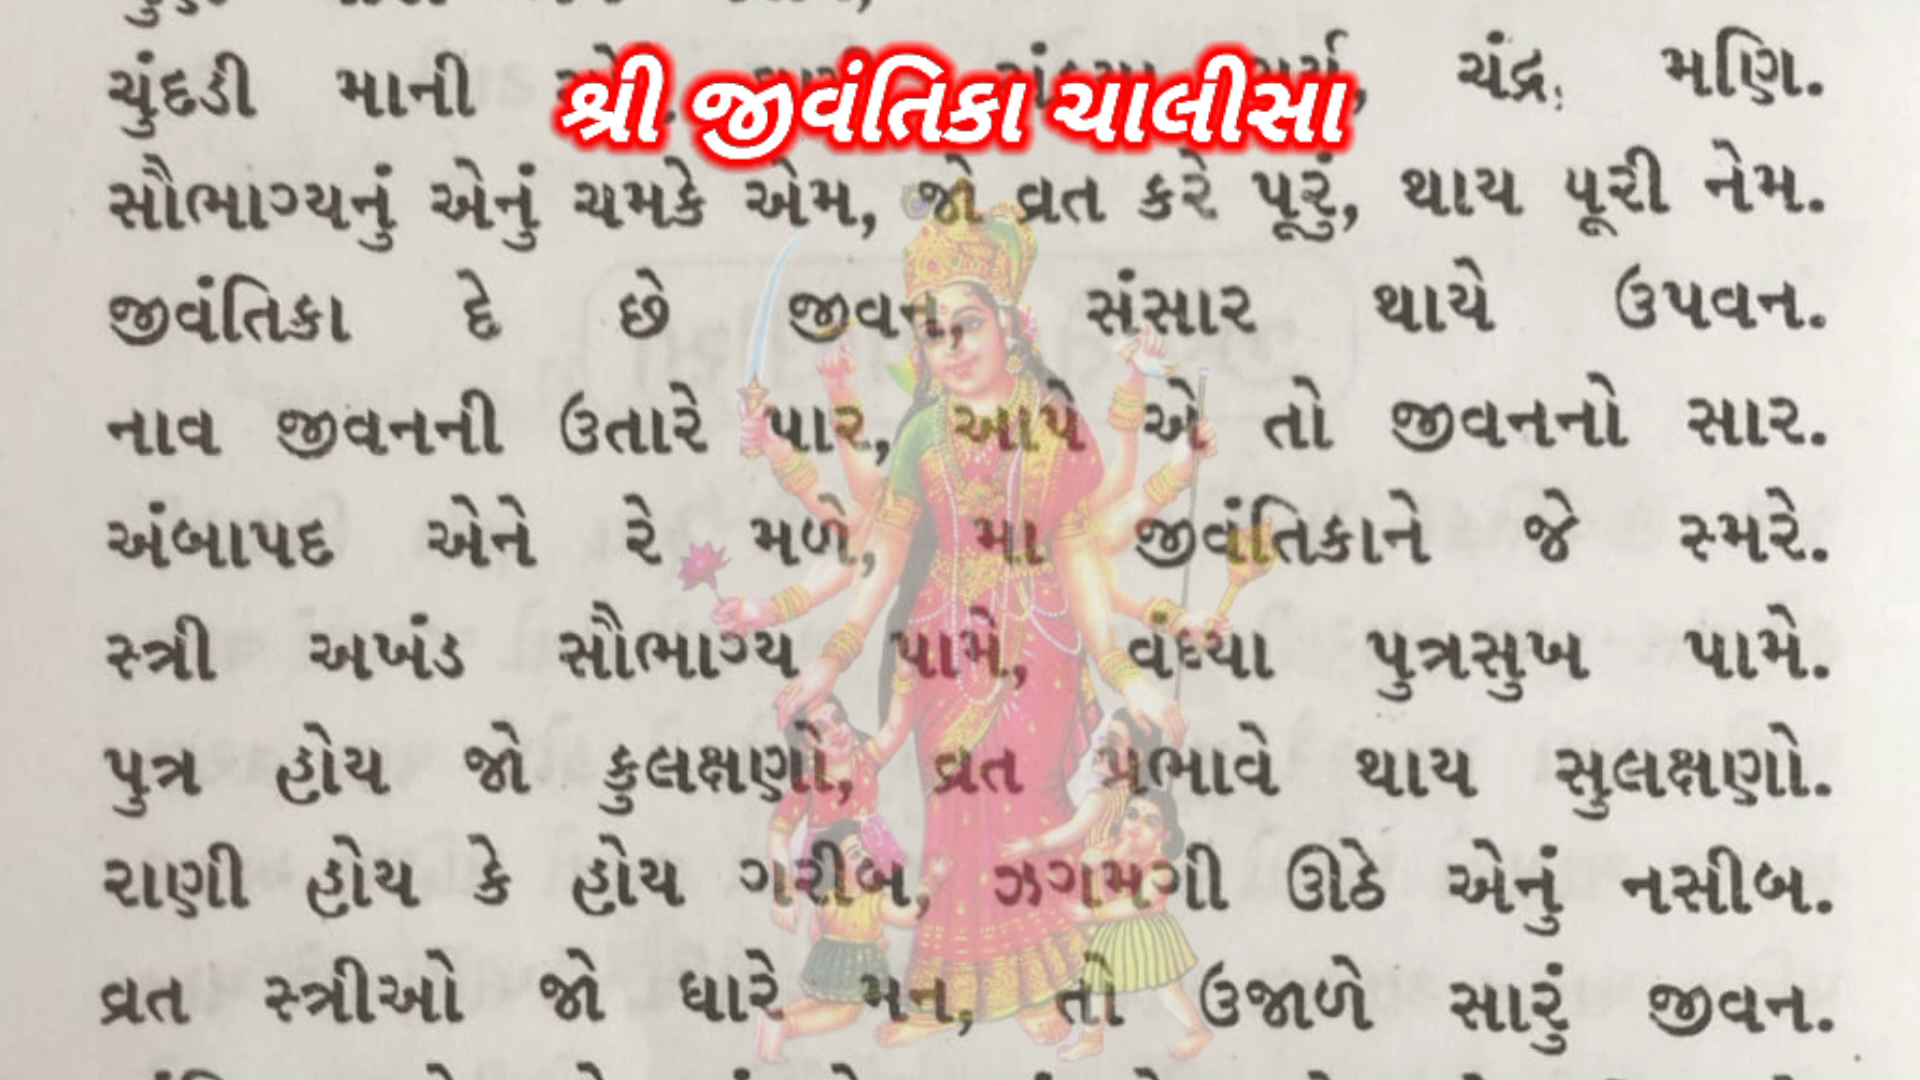 શ્રી જીવંતિકા ચાલીસા
ચુંદડી માની ચંદ્ર, મણિ.
સૌભાગ્યનું એનું ચમકે એમ, જો વ્રત કરે પૂરું, થાય પૂરી નેમ.
જીવંતિકા દે છે જીવન, સંસાર થાયે ઉપવન.
નાવ જીવનની ઉતારે પાર, આપે એ તો જીવનનો સાર.
અંબાપદ એને રે મળે, મા જીવંતિકાને જે સ્મરે.
સ્ત્રી અખંડ સૌભાગ્ય પામે, વંધ્યા પુત્રસુખ પામે.
પુત્ર હોય જો કુલક્ષણો, વ્રત પ્રભાવે થાય સુલક્ષણો.
રાણી હોય કે હોય ગરીબ, ઝગમગી ઊઠે એનું નસીબ.
વ્રત સ્ત્રીઓ જો ધારે મન, તો ઉજાળે સારું જીવન.